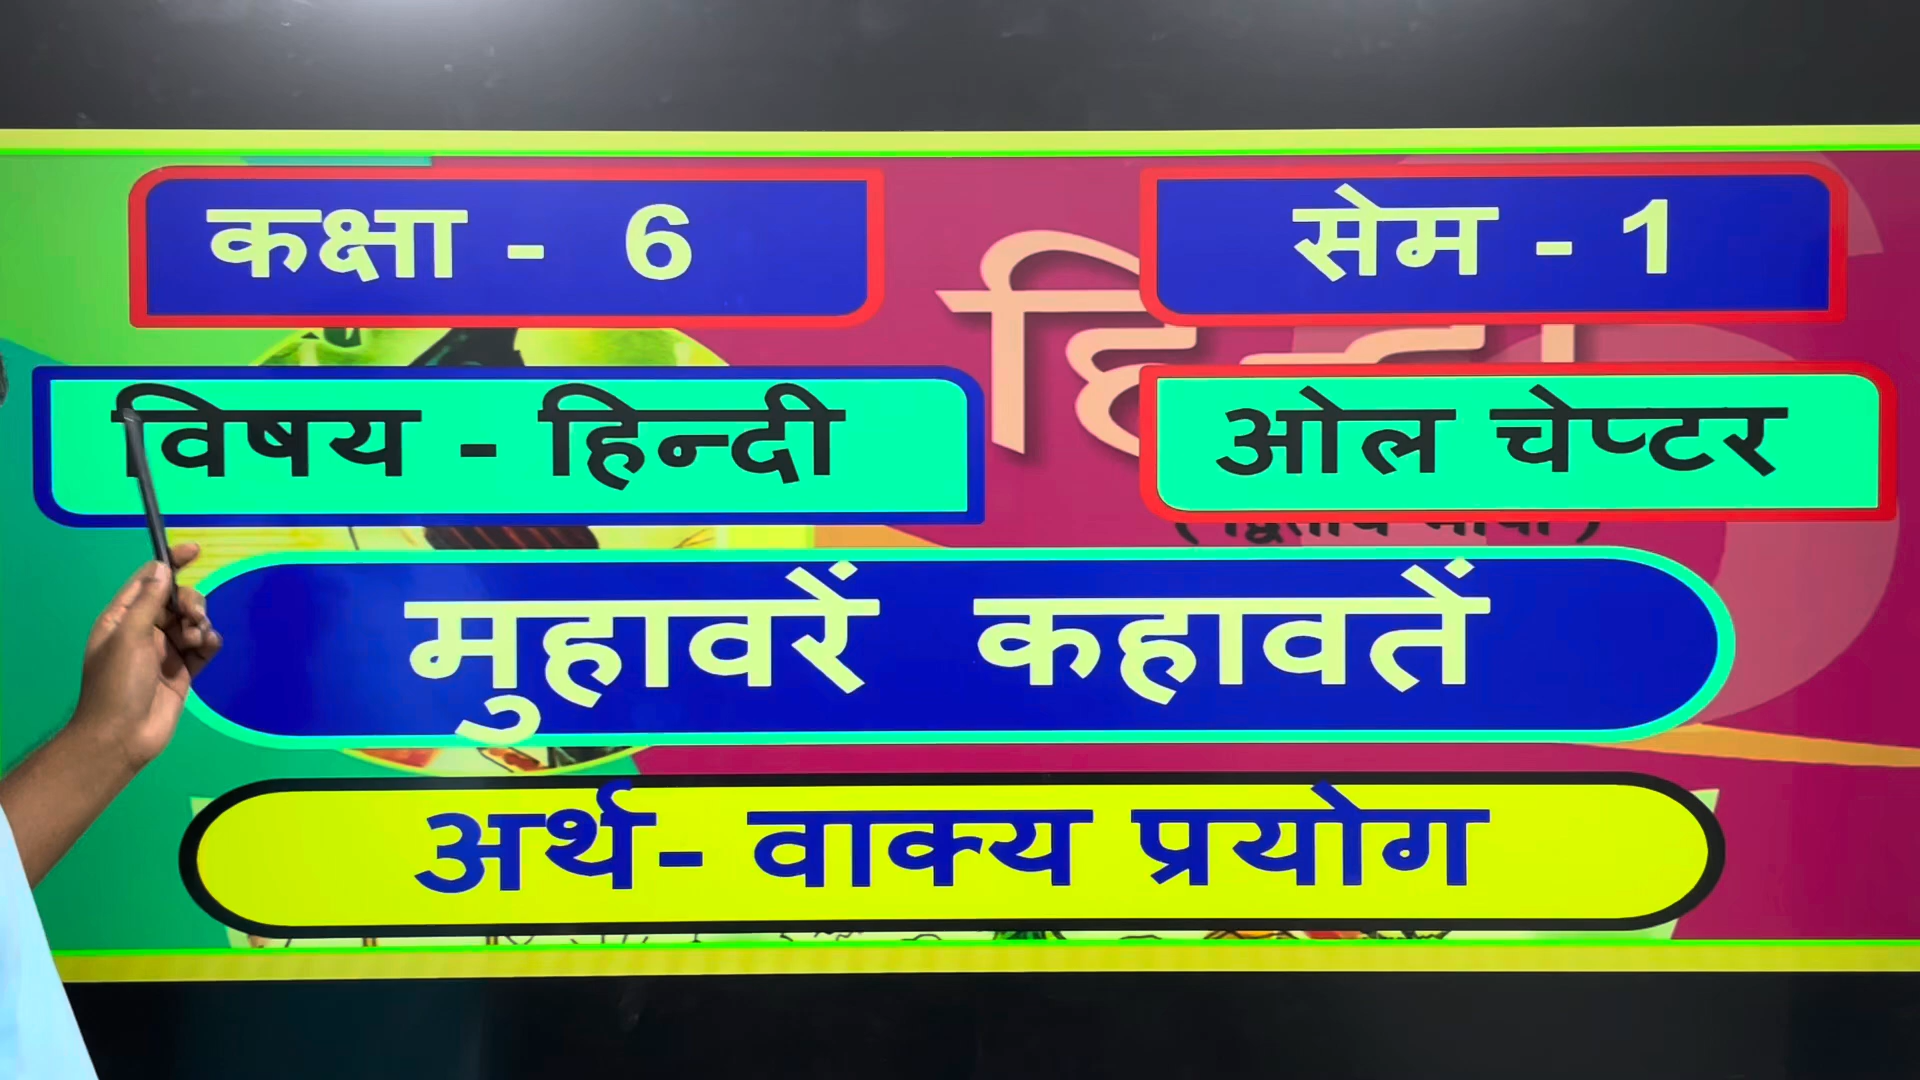 कक्षा - 6
सेम - 1
विषय - हिन्दी
ओल चेप्टर
मुहावरें कहावतें
अर्थ- वाक्य प्रयोग